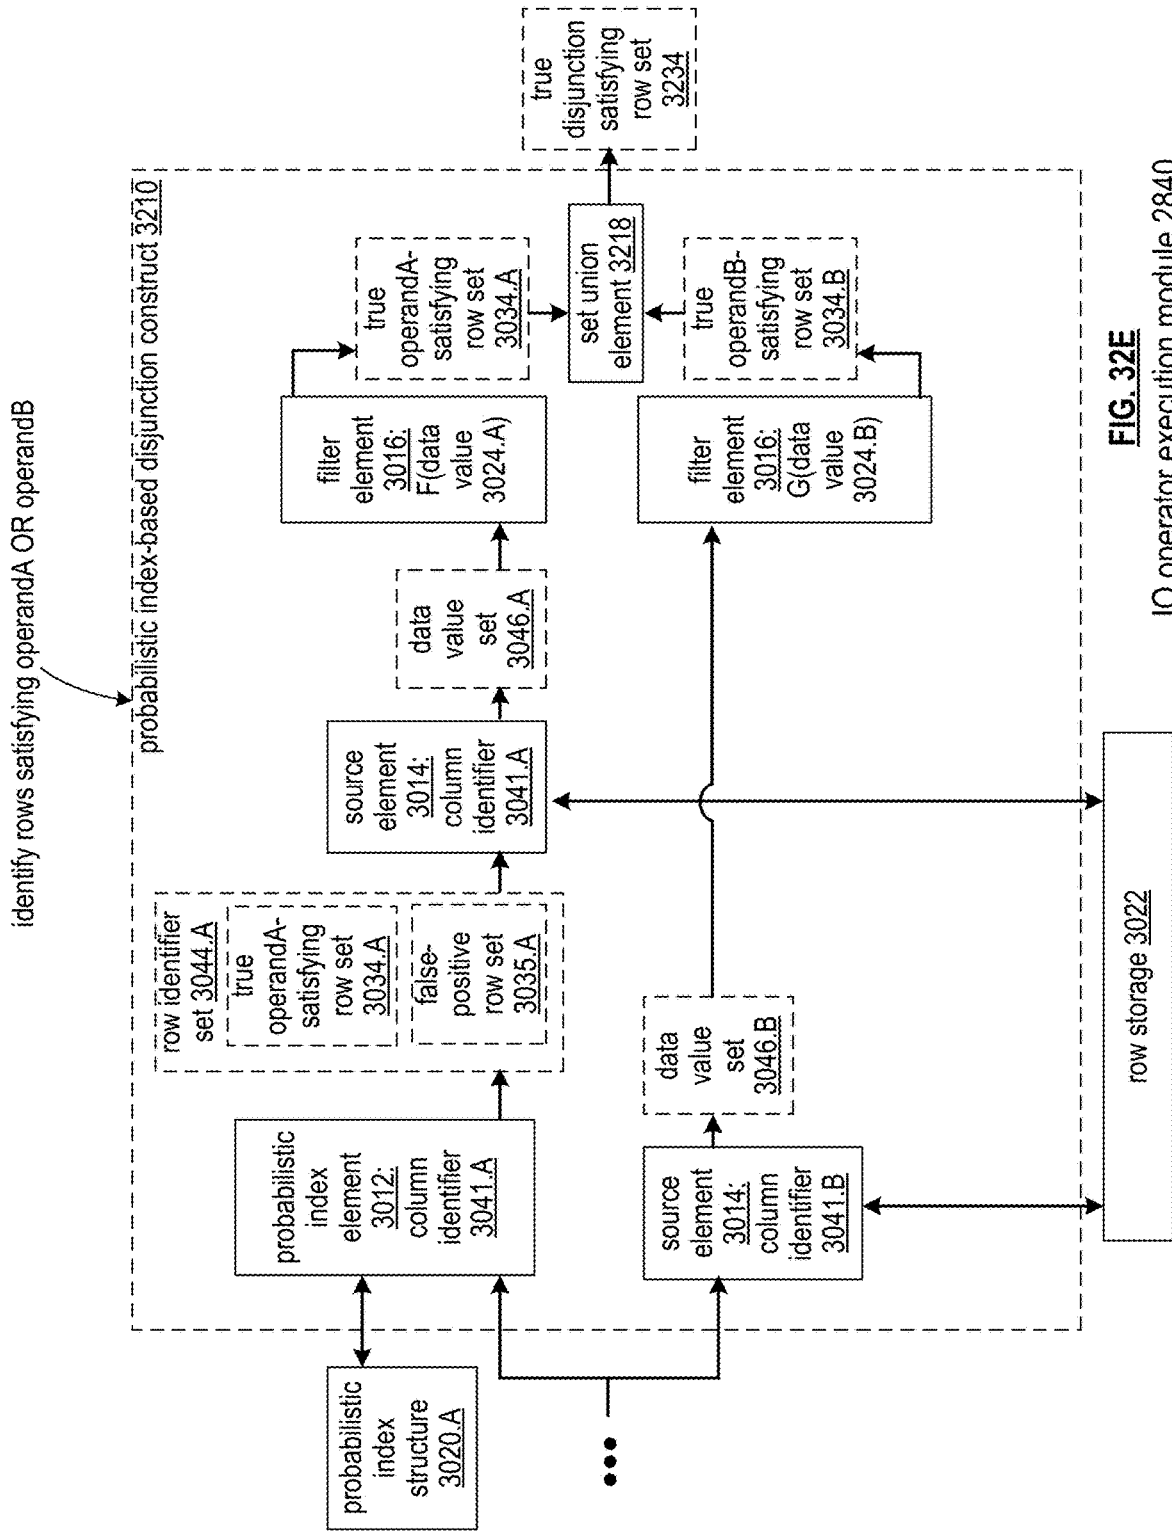 identify rows satisfying operandA OR operandB
probabilistic index-based disjunction construct 3210
probabilistic
index
structure
3020.A
probabilistic
index
element
3012:
column
identifier
3041.A
row identifier
set 3044.A
true
operandA-
satisfying
row set
3034.A
false-
positive
row set
3035.A
source
element
3014:
column
identifier
3041.A
data
value
set
3046.A
filter
element
3016:
F(data
value
3024.A)
true
operandA-
satisfying
row set
3034.A
set union
element 3218
true
disjunction
satisfying
row set
3234
source
element
3014:
column
identifier
3041.B
data
value
set
3046.B
filter
element
3016:
G(data
value
3024.B)
true
operandB-
satisfying
row set
3034.B
row storage 3022
FIG. 32E
IO operator execution module 2840